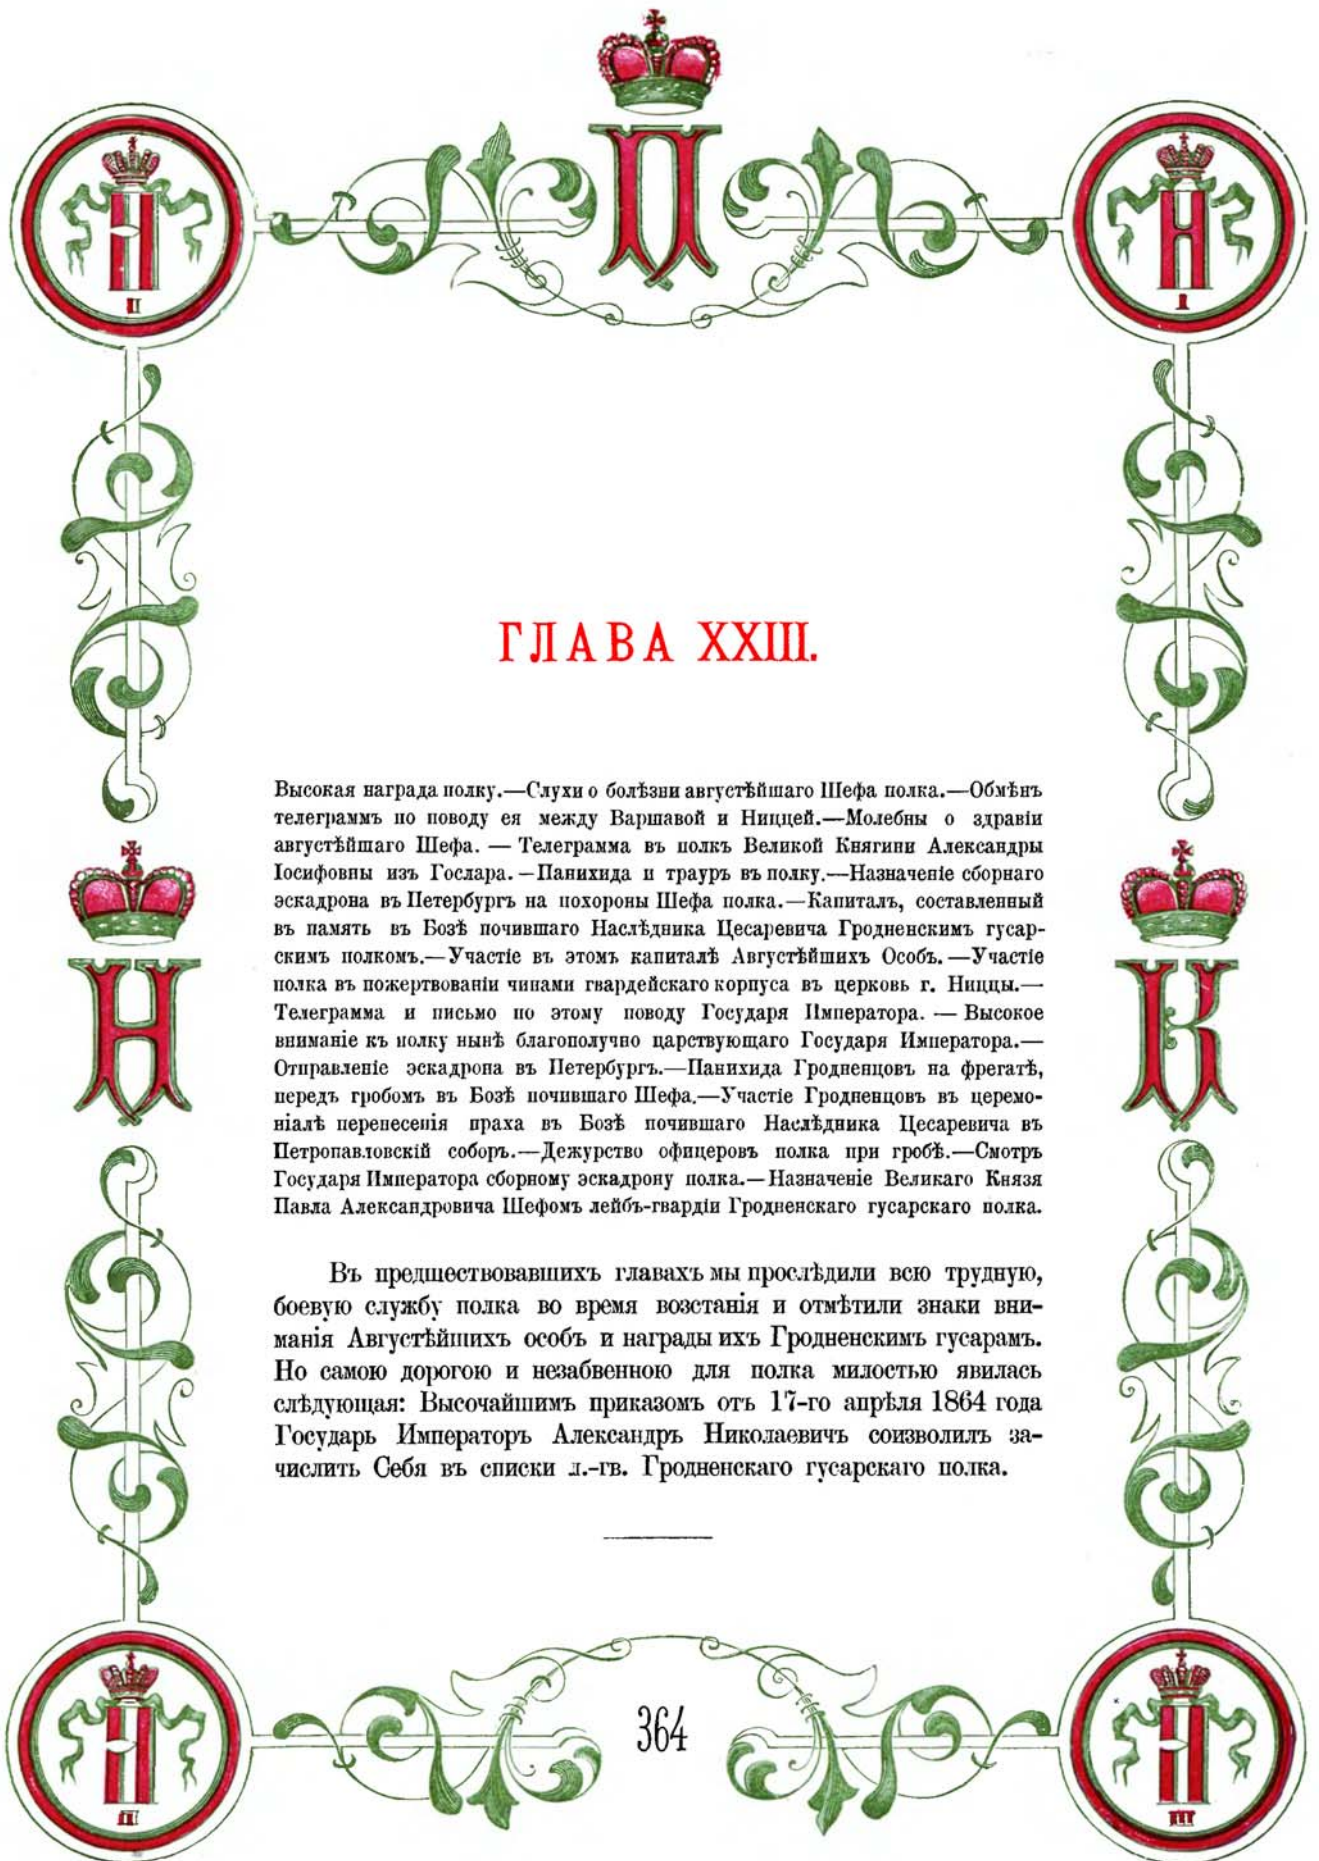 П
II
I
ГЛАВА XXIII.
Высокая награда полку.—Слухи о болѣзни августѣйшаго Шефа полка.—Обмѣнъ
телеграммъ по поводу ея между Варшавой и Ниццей.—Молебны о здравіи
августѣйшаго Шефа. — Телеграмма въ полкъ Великой Княгини Александры
Іосифовны изъ Гослара.—Панихида и трауръ въ полку.—Назначеніе сборнаго
эскадрона въ Петербургъ на похороны Шефа полка.—Капиталъ, составленный
въ память въ Бозѣ почившаго Наслѣдника Цесаревича Гродненскимъ гусар-
скимъ полкомъ.—Участіе въ этомъ капиталѣ Августѣйшихъ Особъ.—Участіе
полка въ пожертвованіи чинами гвардейскаго корпуса въ церковь г. Ниццы.—
Телеграмма и письмо по этому поводу Государя Императора. — Высокое
вниманіе къ полку нынѣ благополучно царствующаго Государя Императора.—
Отправленіе эскадрона въ Петербургъ.—Панихида Гродненцовъ на фрегатѣ,
передъ гробомъ въ Бозѣ почившаго Шефа.—Участіе Гродненцовъ въ церемо-
ніалѣ перенесенія праха въ Бозѣ почившаго Наслѣдника Цесаревича въ
Петропавловскій соборъ.—Дежурство офицеровъ полка при гробѣ.—Смотръ
Государя Императора сборному эскадрону полка.—Назначеніе Великаго Князя
Павла Александровича Шефомъ лейбъ-гвардіи Гродненскаго гусарскаго полка.
Н
К
Въ предшествовавшихъ главахъ мы прослѣдили всю трудную,
боевую службу полка во время возстанія и отмѣтили знаки вни-
манія Августѣйшихъ особъ и награды ихъ Гродненскимъ гусарамъ.
Но самою дорогою и незабвенною для полка милостью явилась
слѣдующая: Высочайшимъ приказомъ отъ 17-го апрѣля 1864 года
Государь Императоръ Александръ Николаевичъ соизволилъ за-
числить Себя въ списки л.-гв. Гродненскаго гусарскаго полка.
364
III